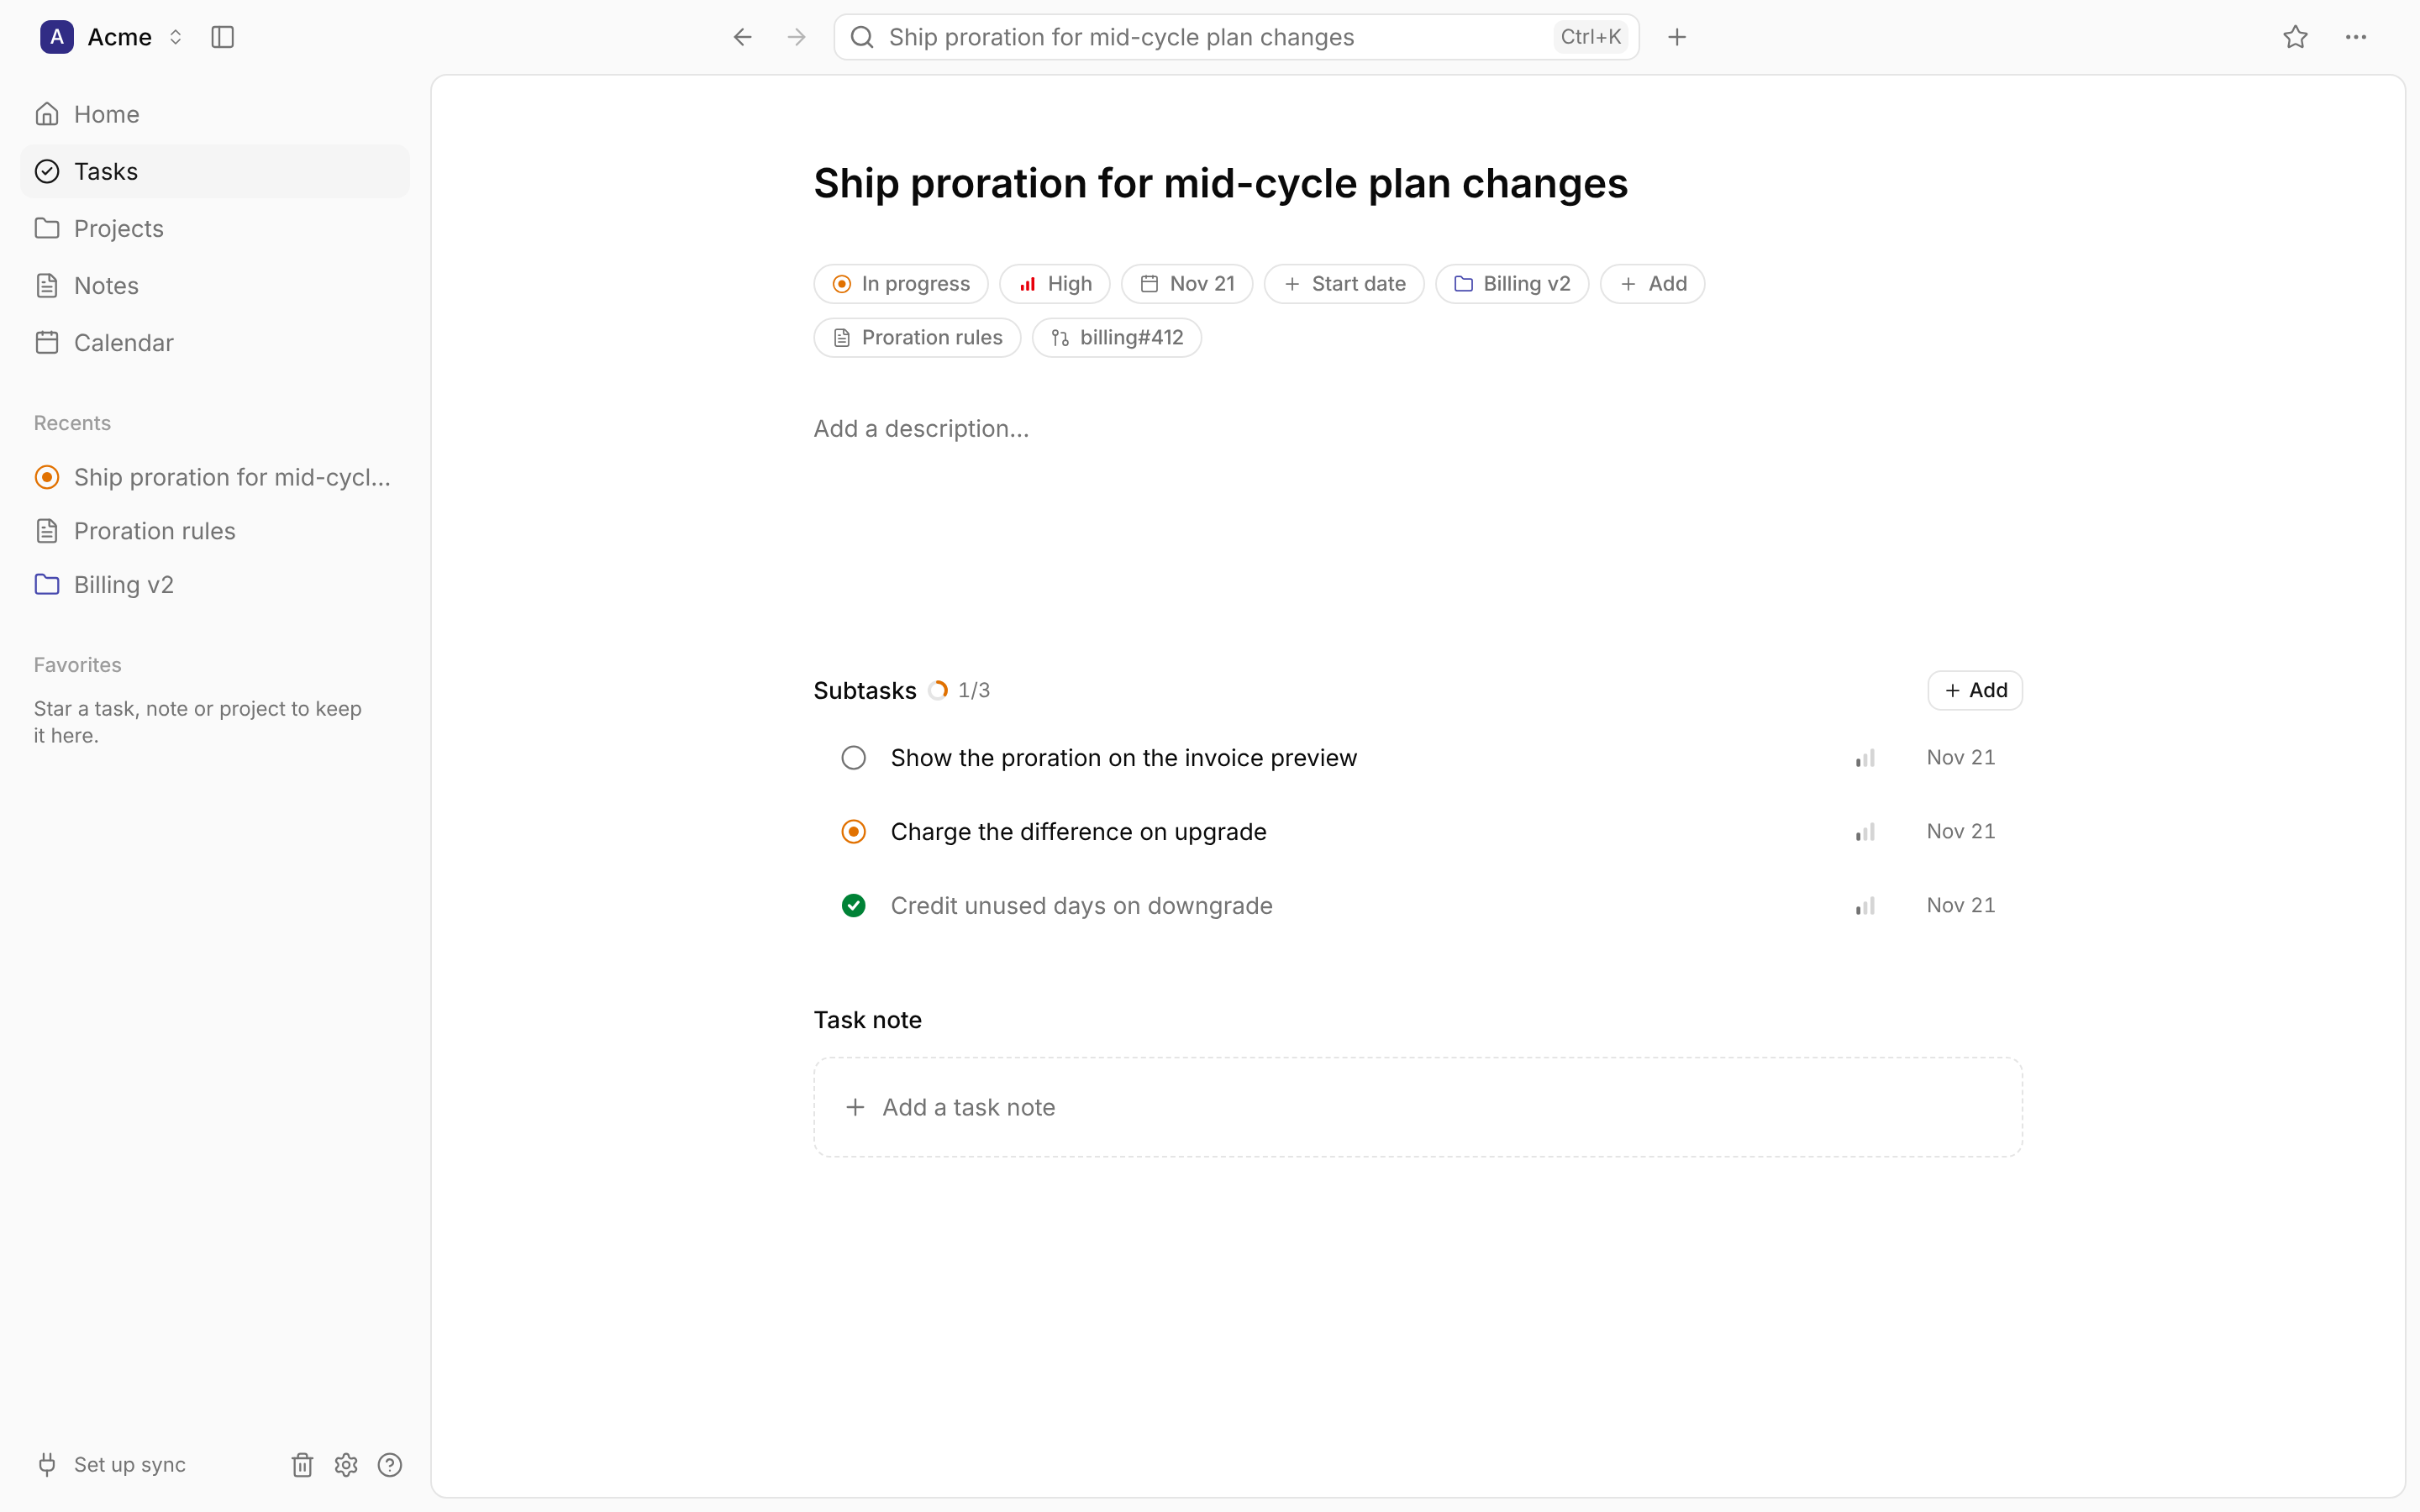 A Acme
Ship proration for mid-cycle plan changes Ctrl+K
Home
Tasks
Projects
Notes
Calendar
Recents
Ship proration for mid-cycl...
Proration rules
Billing v2
Favorites
Star a task, note or project to keep
it here.
Set up sync
Ship proration for mid-cycle plan changes
In progress High Nov 21 + Start date Billing v2 + Add
Proration rules billing#412
Add a description...
Subtasks 1/3 + Add
Show the proration on the invoice preview Nov 21
Charge the difference on upgrade Nov 21
Credit unused days on downgrade Nov 21
Task note
+ Add a task note